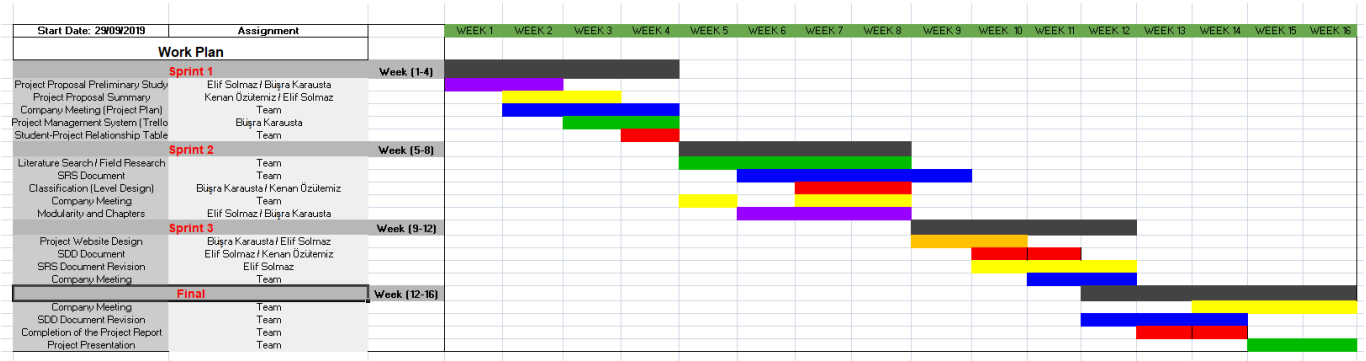 Start Date: 29/09/2019 Assignment WEEK 1 WEEK 2 WEEK 3 WEEK 4 WEEK 5 WEEK 6 WEEK 7 WEEK 8 WEEK 9 WEEK 10 WEEK 11 WEEK 12 WEEK 13 WEEK 14 WEEK 15 WEEK 16
Work Plan
Sprint 1 Week (1-4)
Project Proposal Preliminary Study Elif Solmaz / Büşra Karausta
Project Proposal Summary Kenan Özütemiz / Elif Solmaz
Company Meeting (Project Plan) Team
Project Management System (Trello Büşra Karausta
Student-Project Relationship Table Team
Sprint 2 Week (5-8)
Literature Search / Field Research Team
SRS Document Team
Classification (Level Design) Büşra Karausta / Kenan Özütemiz
Company Meeting Team
Modularity and Chapters Elif Solmaz / Büşra Karausta
Sprint 3 Week (9-12)
Project Website Design Büşra Karausta / Elif Solmaz
SDD Document Elif Solmaz / Kenan Özütemiz
SRS Document Revision Elif Solmaz
Company Meeting Team
Final Week (12-16)
Company Meeting Team
SDD Document Revision Team
Completion of the Project Report Team
Project Presentation Team